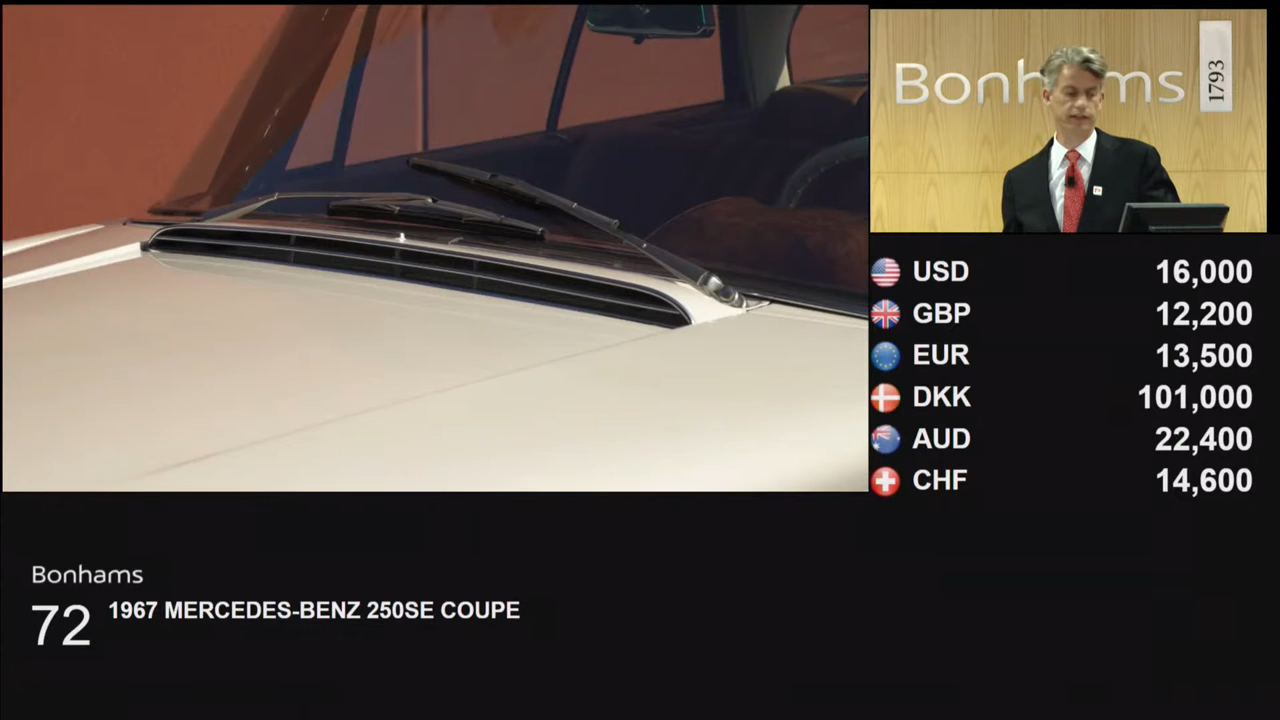 Bonhams
1793
USD 16,000
GBP 12,200
EUR 13,500
DKK 101,000
AUD 22,400
CHF 14,600
Bonhams
72 1967 MERCEDES-BENZ 250SE COUPE